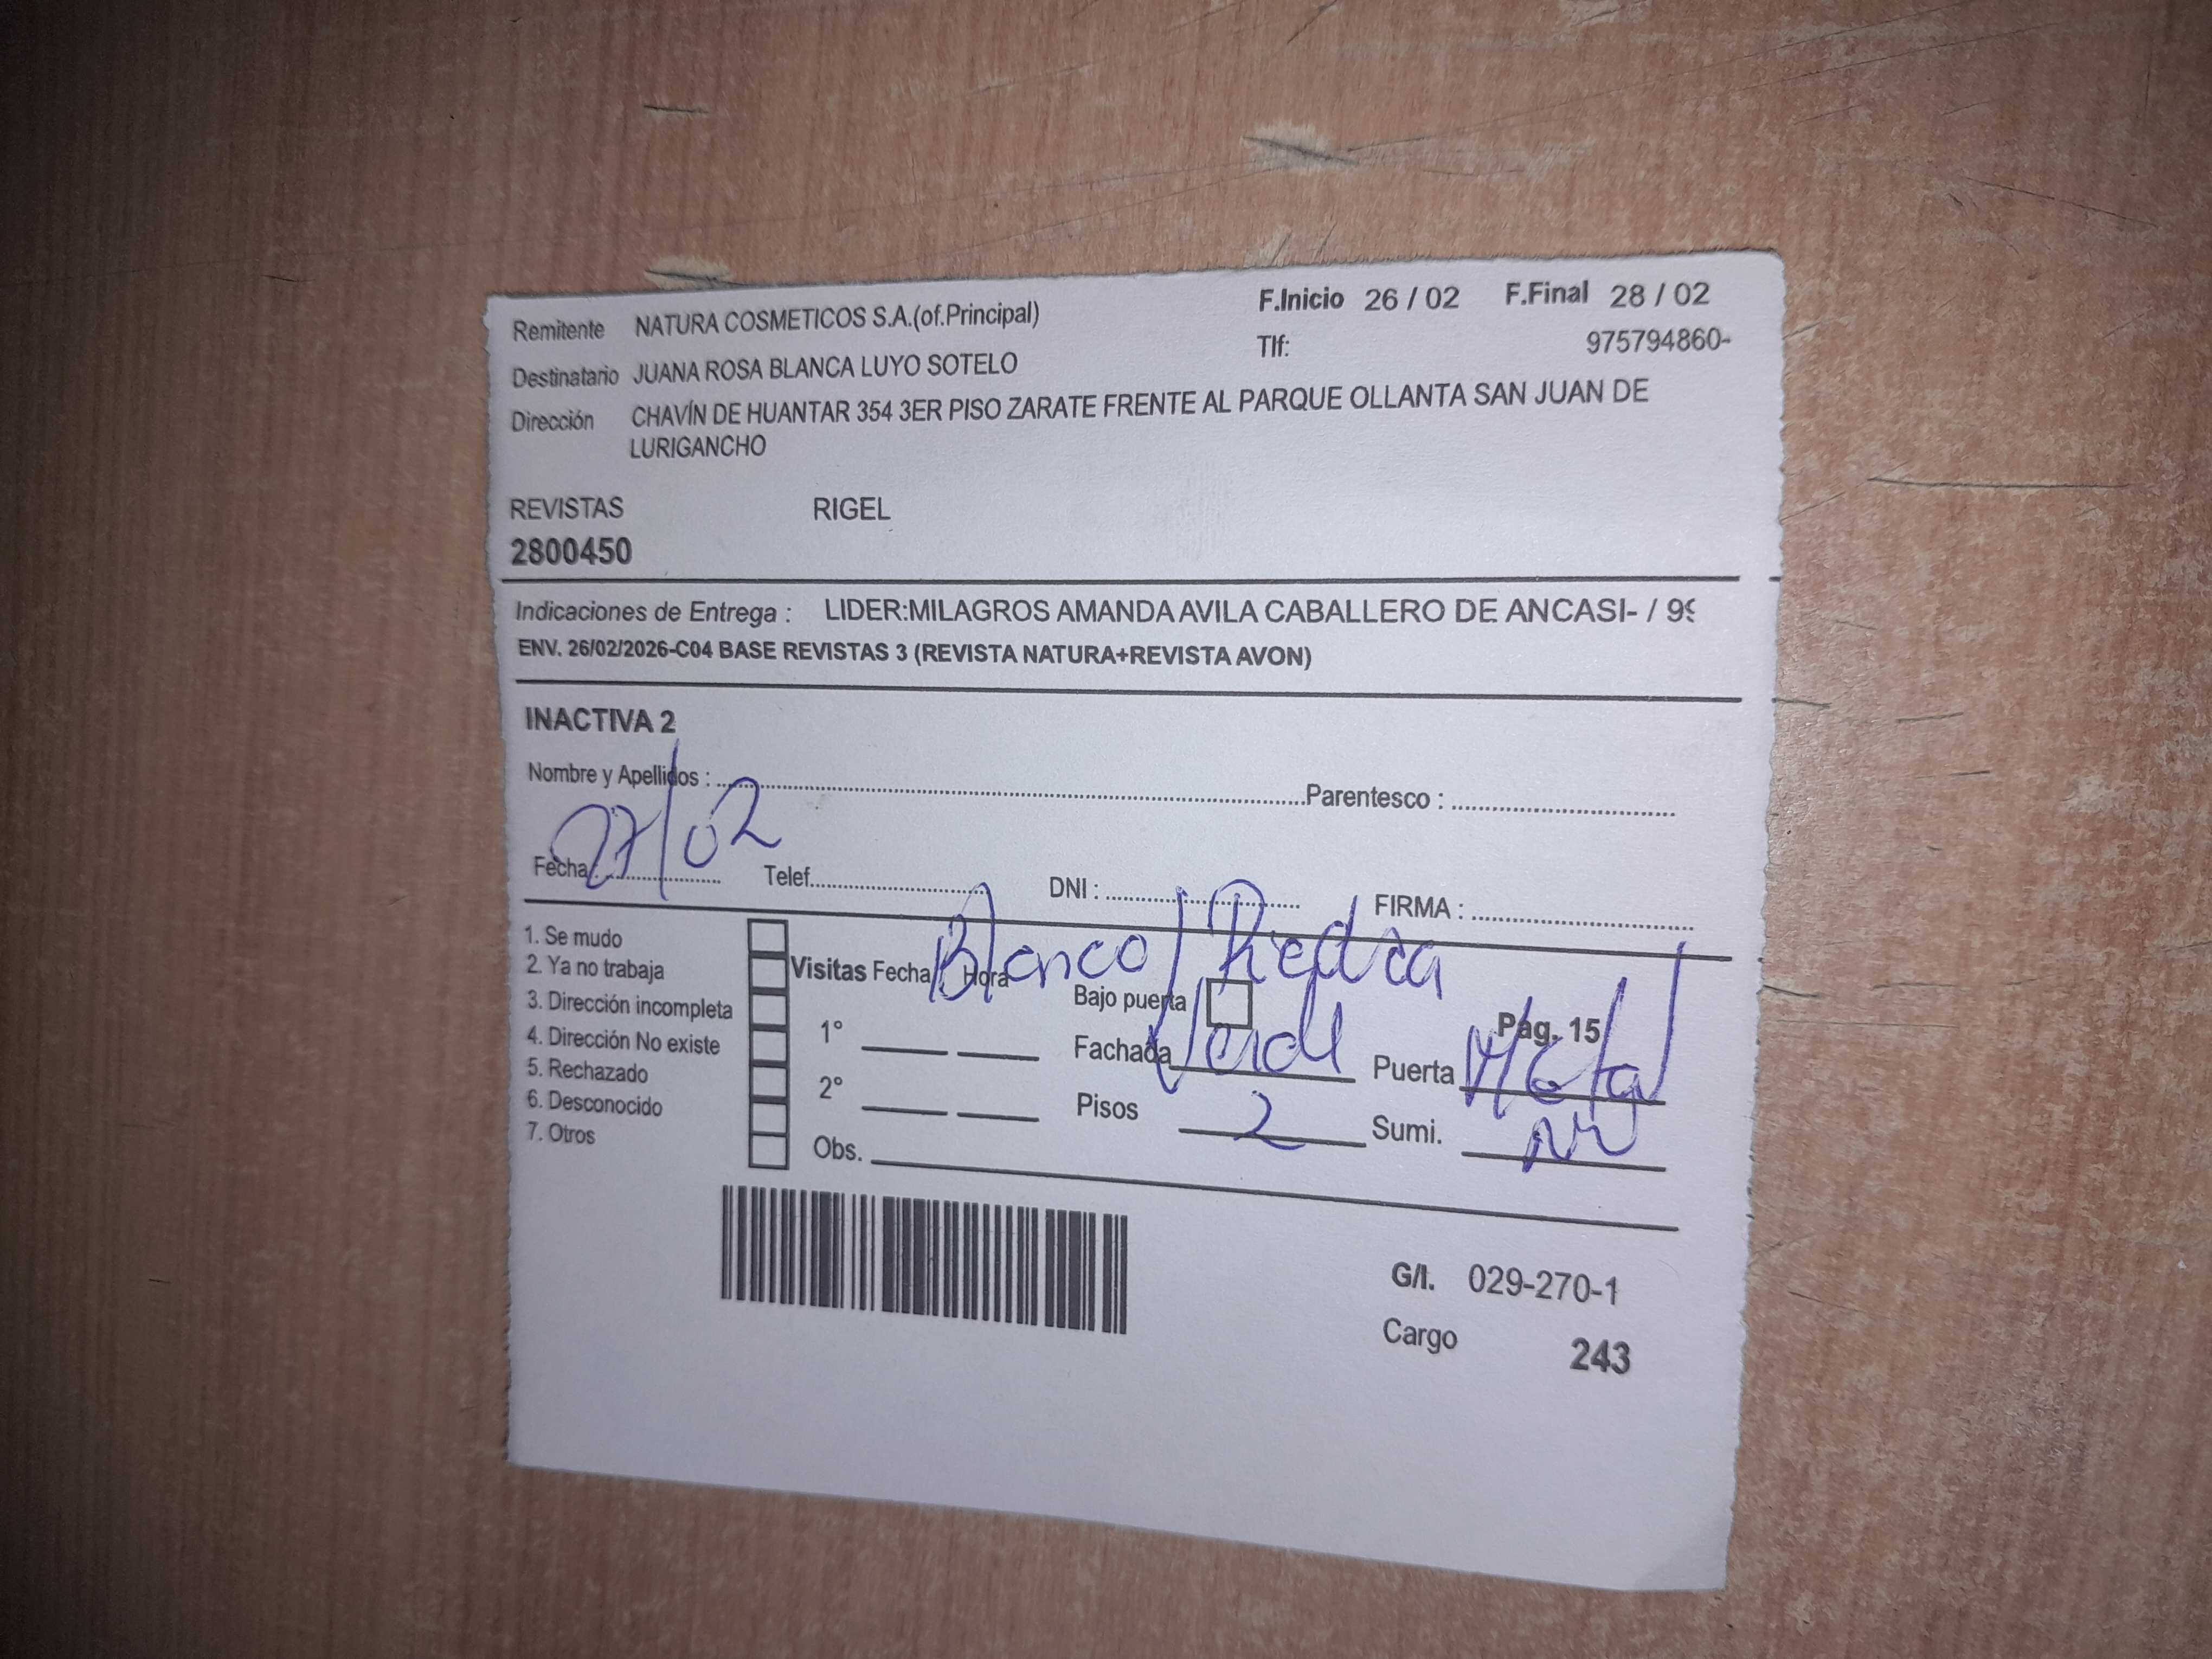 Remitente NATURA COSMETICOS S.A.(of.Principal) F.Inicio 26 / 02 F.Final 28 / 02
Destinatario JUANA ROSA BLANCA LUYO SOTELO Tlf: 975794860-
Dirección CHAVÍN DE HUANTAR 354 3ER PISO ZARATE FRENTE AL PARQUE OLLANTA SAN JUAN DE
LURIGANCHO
REVISTAS RIGEL
2800450
Indicaciones de Entrega : LIDER:MILAGROS AMANDA AVILA CABALLERO DE ANCASI- / 99
ENV. 26/02/2026-C04 BASE REVISTAS 3 (REVISTA NATURA+REVISTA AVON)
INACTIVA 2
Nombre y Apellidos : Parentesco :
Fecha : 27/02 Telef. DNI : FIRMA :
1. Se mudo
2. Ya no trabaja
3. Dirección incompleta
4. Dirección No existe
5. Rechazado
6. Desconocido
7. Otros
Visitas Fecha / Hora Blanco/Piedra
Bajo puerta Pág. 15
1° Fachada Verde Puerta Metal
2° Pisos 2 Sumi.
Obs.
G/I. 029-270-1
Cargo 243